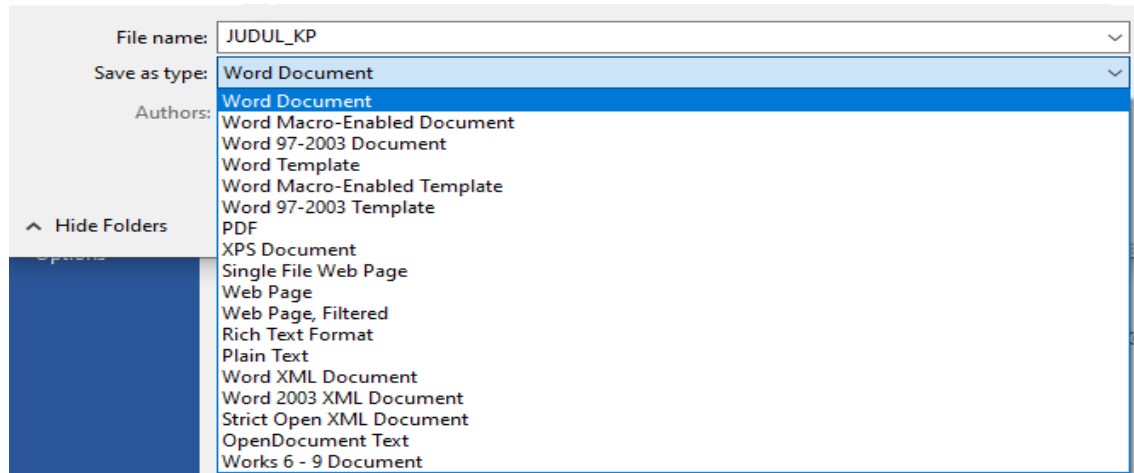 File name: JUDUL_KP
Save as type: Word Document
Authors:
Word Document
Word Macro-Enabled Document
Word 97-2003 Document
Word Template
Word Macro-Enabled Template
Word 97-2003 Template
Hide Folders
PDF
XPS Document
Options
Single File Web Page
Web Page
Web Page, Filtered
Rich Text Format
Plain Text
Word XML Document
Word 2003 XML Document
Strict Open XML Document
OpenDocument Text
Works 6 - 9 Document